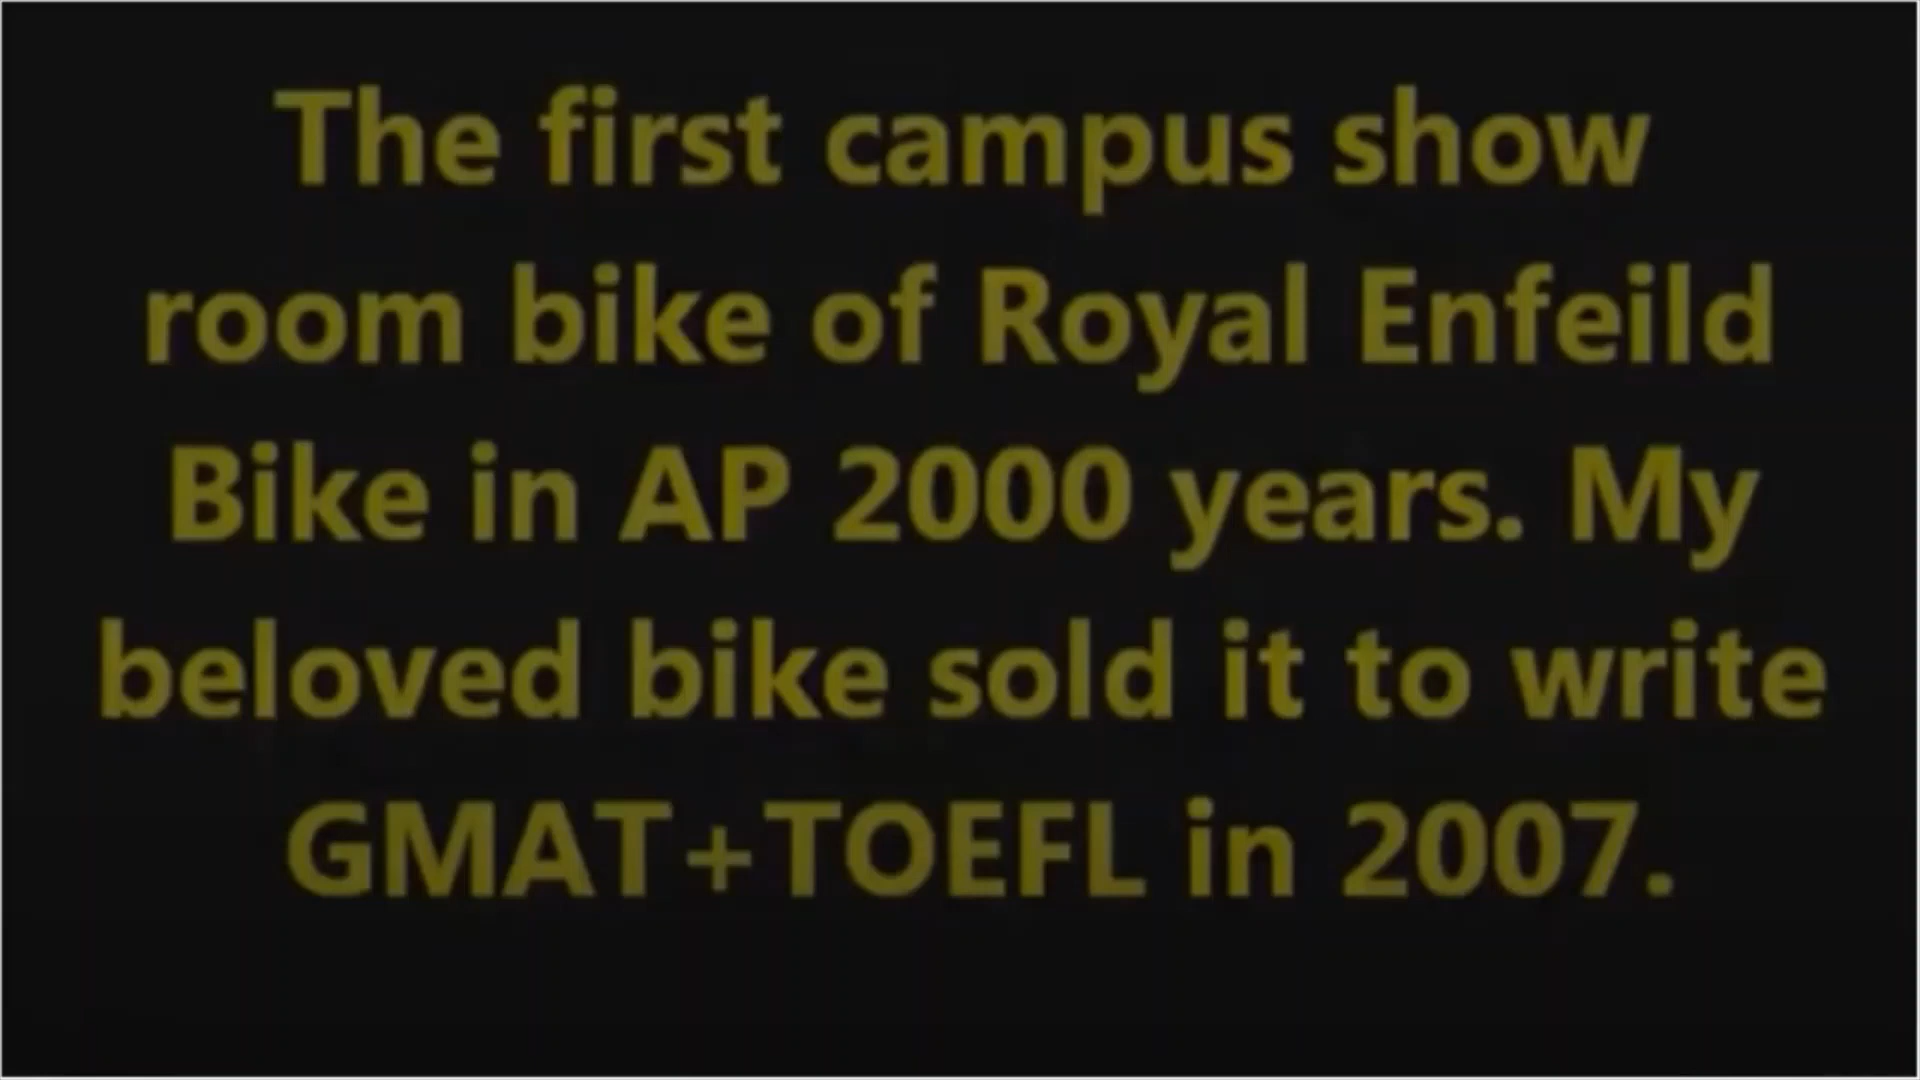 The first campus show
room bike of Royal Enfeild
Bike in AP 2000 years. My
beloved bike sold it to write
GMAT+TOEFL in 2007.